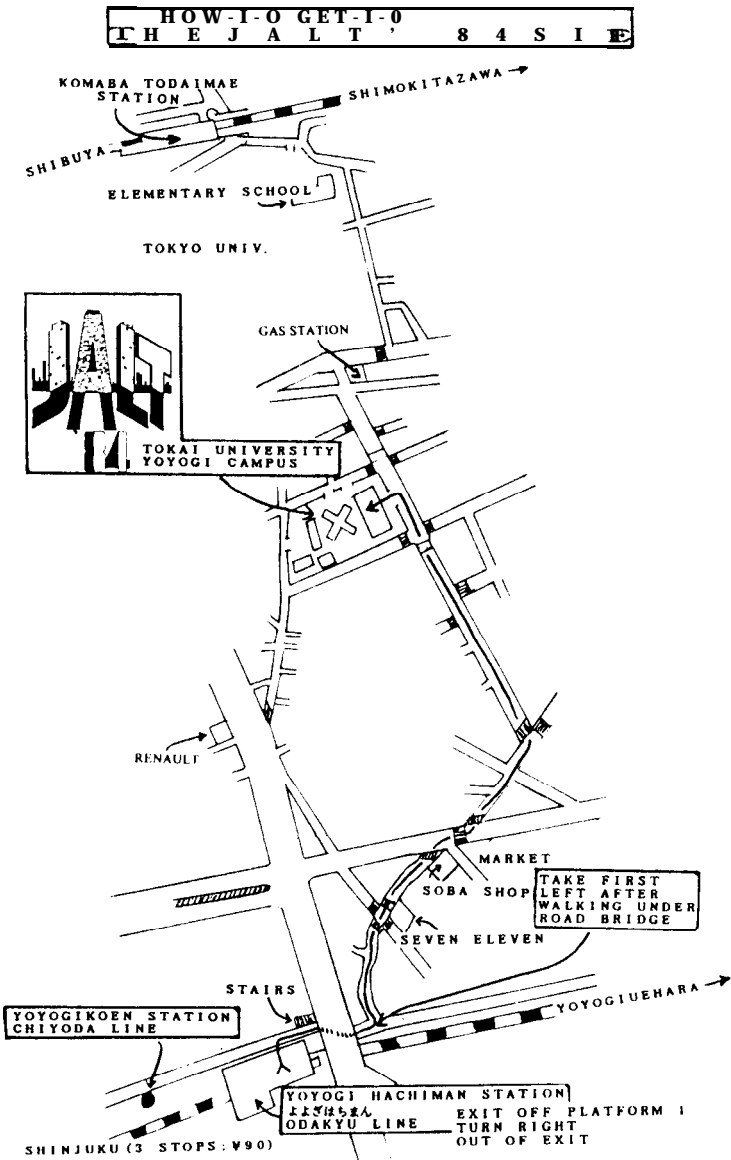 HOW-I-O GET-I-O
THE JALT' 84 SIE
KOMABA TODAIMAE
STATION
SHIMOKITAZAWA
SHIBUYA
ELEMENTARY SCHOOL
TOKYO UNIV.
GAS STATION
JALT
TOKAI UNIVERSITY
YOYOGI CAMPUS
RENAULT
MARKET
SOBA SHOP
TAKE FIRST
LEFT AFTER
WALKING UNDER
ROAD BRIDGE
SEVEN ELEVEN
STAIRS
YOYOGIUEHARA
YOYOGIKOEN STATION
CHIYODA LINE
YOYOGI HACHIMAN STATION
よよぎはちまん
ODAKYU LINE
EXIT OFF PLATFORM 1
TURN RIGHT
OUT OF EXIT
SHINJUKU (3 STOPS: ¥90)